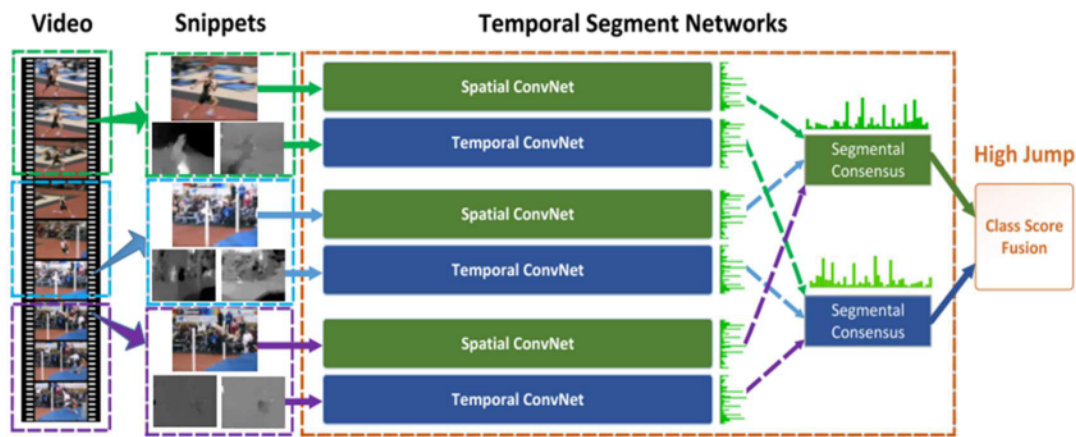 Video
Snippets
Temporal Segment Networks
Spatial ConvNet
Temporal ConvNet
Spatial ConvNet
Temporal ConvNet
Spatial ConvNet
Temporal ConvNet
Segmental
Consensus
Segmental
Consensus
High Jump
Class Score
Fusion